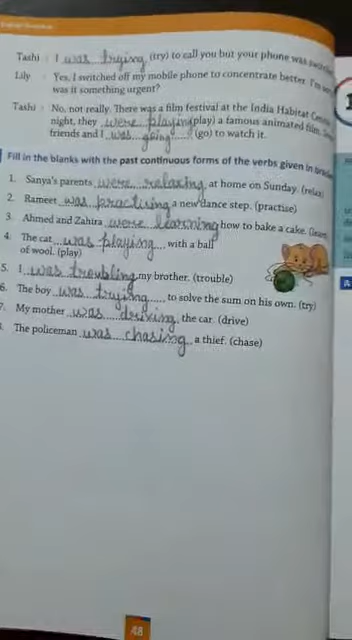 Tashi : I was trying (try) to call you but your phone was
Lily : Yes, I switched off my mobile phone to concentrate better. I'm
was it something urgent?
Tashi : No, not really. There was a film festival at the India Habitat
night, they were playing (play) a famous animated film.
friends and I was going (go) to watch it.
Fill in the blanks with the past continuous forms of the verbs given in
1. Sanya's parents were relaxing at home on Sunday. (relax)
2. Rameet was practicing a new dance step. (practise)
3. Ahmed and Zahira were learning how to bake a cake. (learn)
4. The cat was playing with a ball
of wool. (play)
5. I was troubling my brother. (trouble)
6. The boy was trying to solve the sum on his own. (try)
7. My mother was driving the car. (drive)
The policeman was chasing a thief. (chase)
A
48